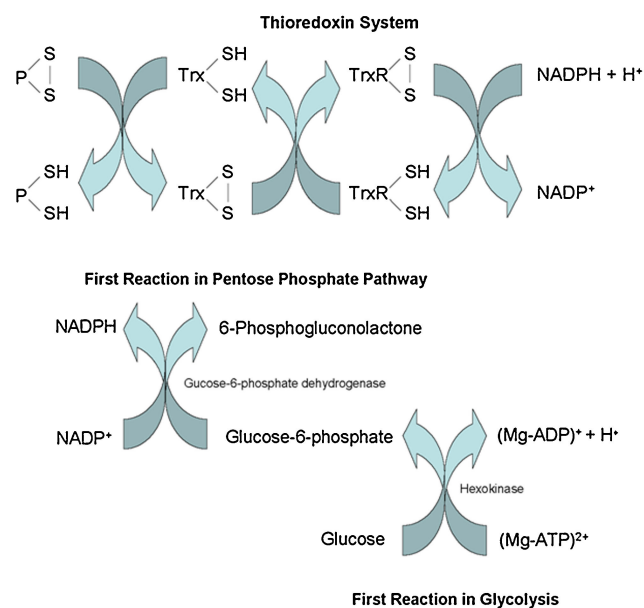 Thioredoxin System
P S S
Trx SH SH
TrxR S S
NADPH + H⁺
P SH SH
Trx S S
TrxR SH SH
NADP⁺
First Reaction in Pentose Phosphate Pathway
NADPH
6-Phosphogluconolactone
Gucose-6-phosphate dehydrogenase
NADP⁺
Glucose-6-phosphate
(Mg-ADP)⁺ + H⁺
Hexokinase
Glucose
(Mg-ATP)²⁺
First Reaction in Glycolysis